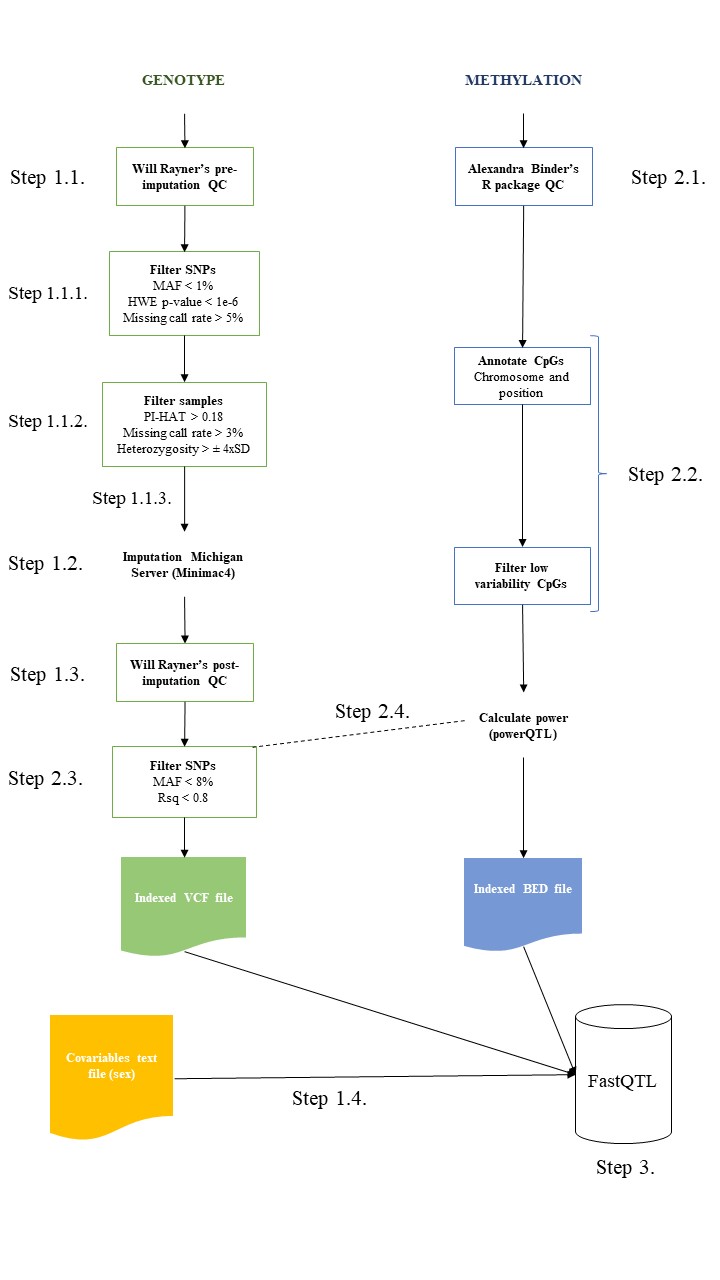 GENOTYPE
METHYLATION
Step 1.1.
Will Rayner's pre-
imputation QC
Alexandra Binder's
R package QC
Step 2.1.
Step 1.1.1.
Filter SNPs
MAF < 1%
HWE p-value < 1e-6
Missing call rate > 5%
Annotate CpGs
Chromosome and
position
Step 1.1.2.
Filter samples
PI-HAT > 0.18
Missing call rate > 3%
Heterozygosity > ± 4xSD
Step 2.2.
Step 1.1.3.
Step 1.2.
Imputation Michigan
Server (Minimac4)
Filter low
variability CpGs
Step 1.3.
Will Rayner's post-
imputation QC
Step 2.4.
Calculate power
(powerQTL)
Step 2.3.
Filter SNPs
MAF < 8%
Rsq < 0.8
Indexed VCF file
Indexed BED file
Covariables text
file (sex)
Step 1.4.
FastQTL
Step 3.